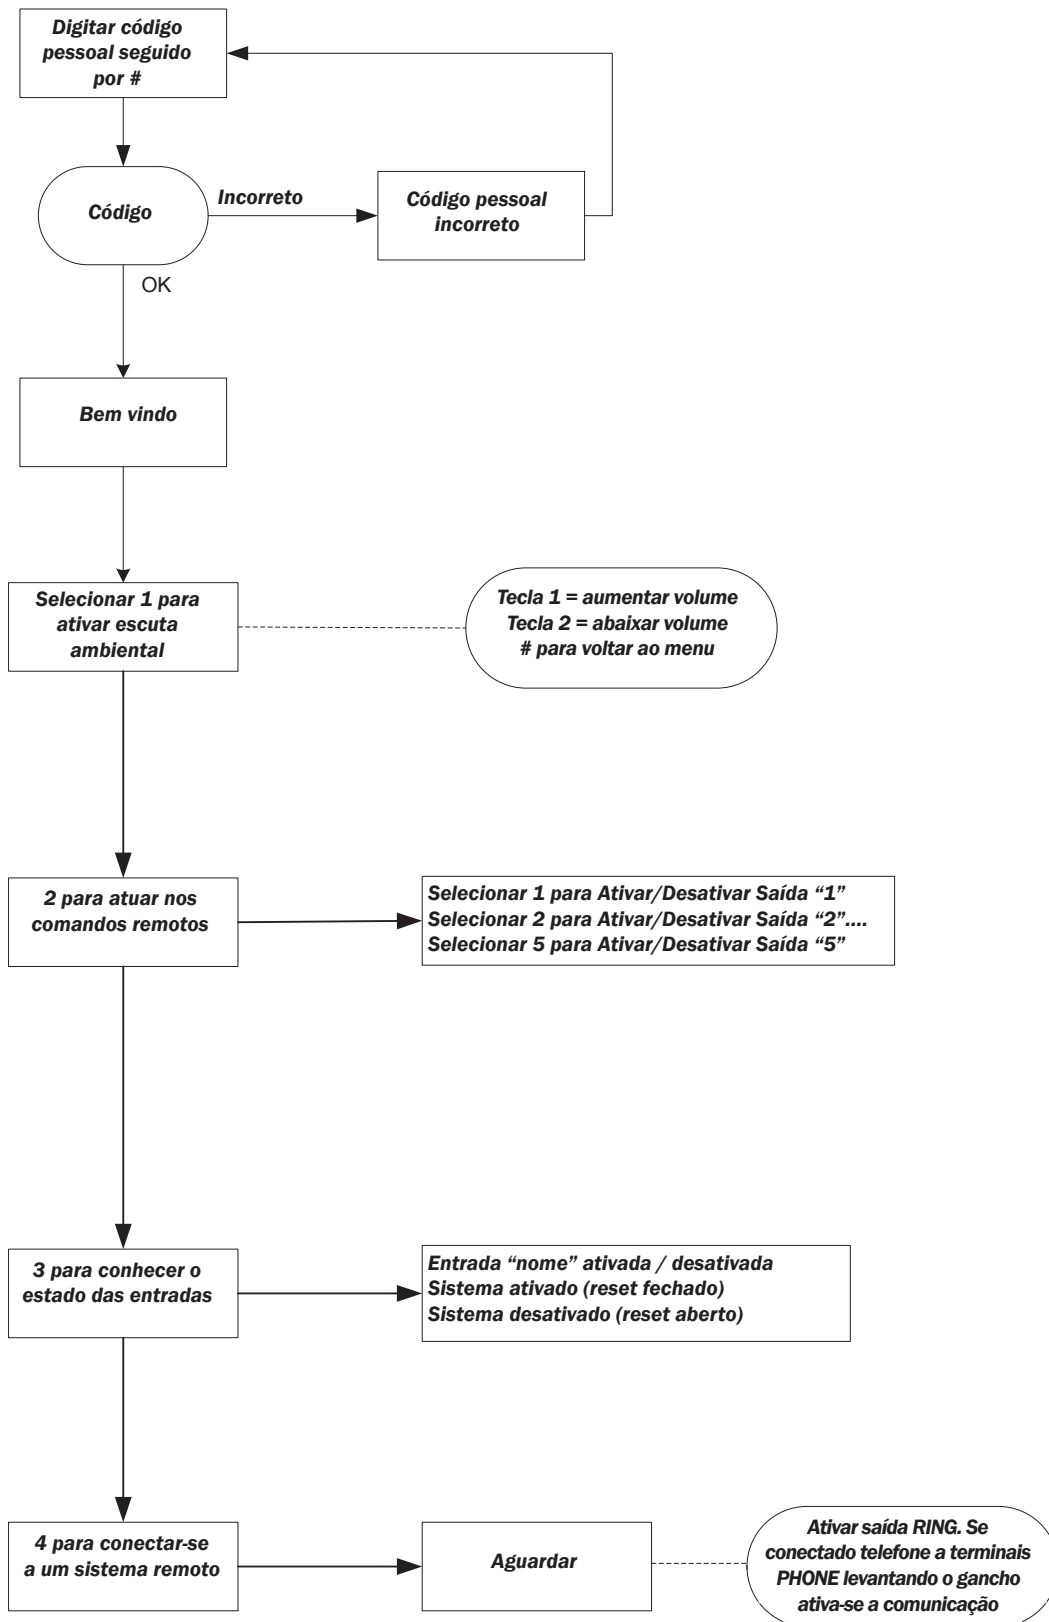 Digitar código
pessoal seguido
por #
Código
Incorreto
Código pessoal
incorreto
OK
Bem vindo
Selecionar 1 para
ativar escuta
ambiental
Tecla 1 = aumentar volume
Tecla 2 = abaixar volume
# para voltar ao menu
2 para atuar nos
comandos remotos
Selecionar 1 para Ativar/Desativar Saída “1”
Selecionar 2 para Ativar/Desativar Saída “2”....
Selecionar 5 para Ativar/Desativar Saída “5”
3 para conhecer o
estado das entradas
Entrada “nome” ativada / desativada
Sistema ativado (reset fechado)
Sistema desativado (reset aberto)
4 para conectar-se
a um sistema remoto
Aguardar
Ativar saída RING. Se
conectado telefone a terminais
PHONE levantando o gancho
ativa-se a comunicação